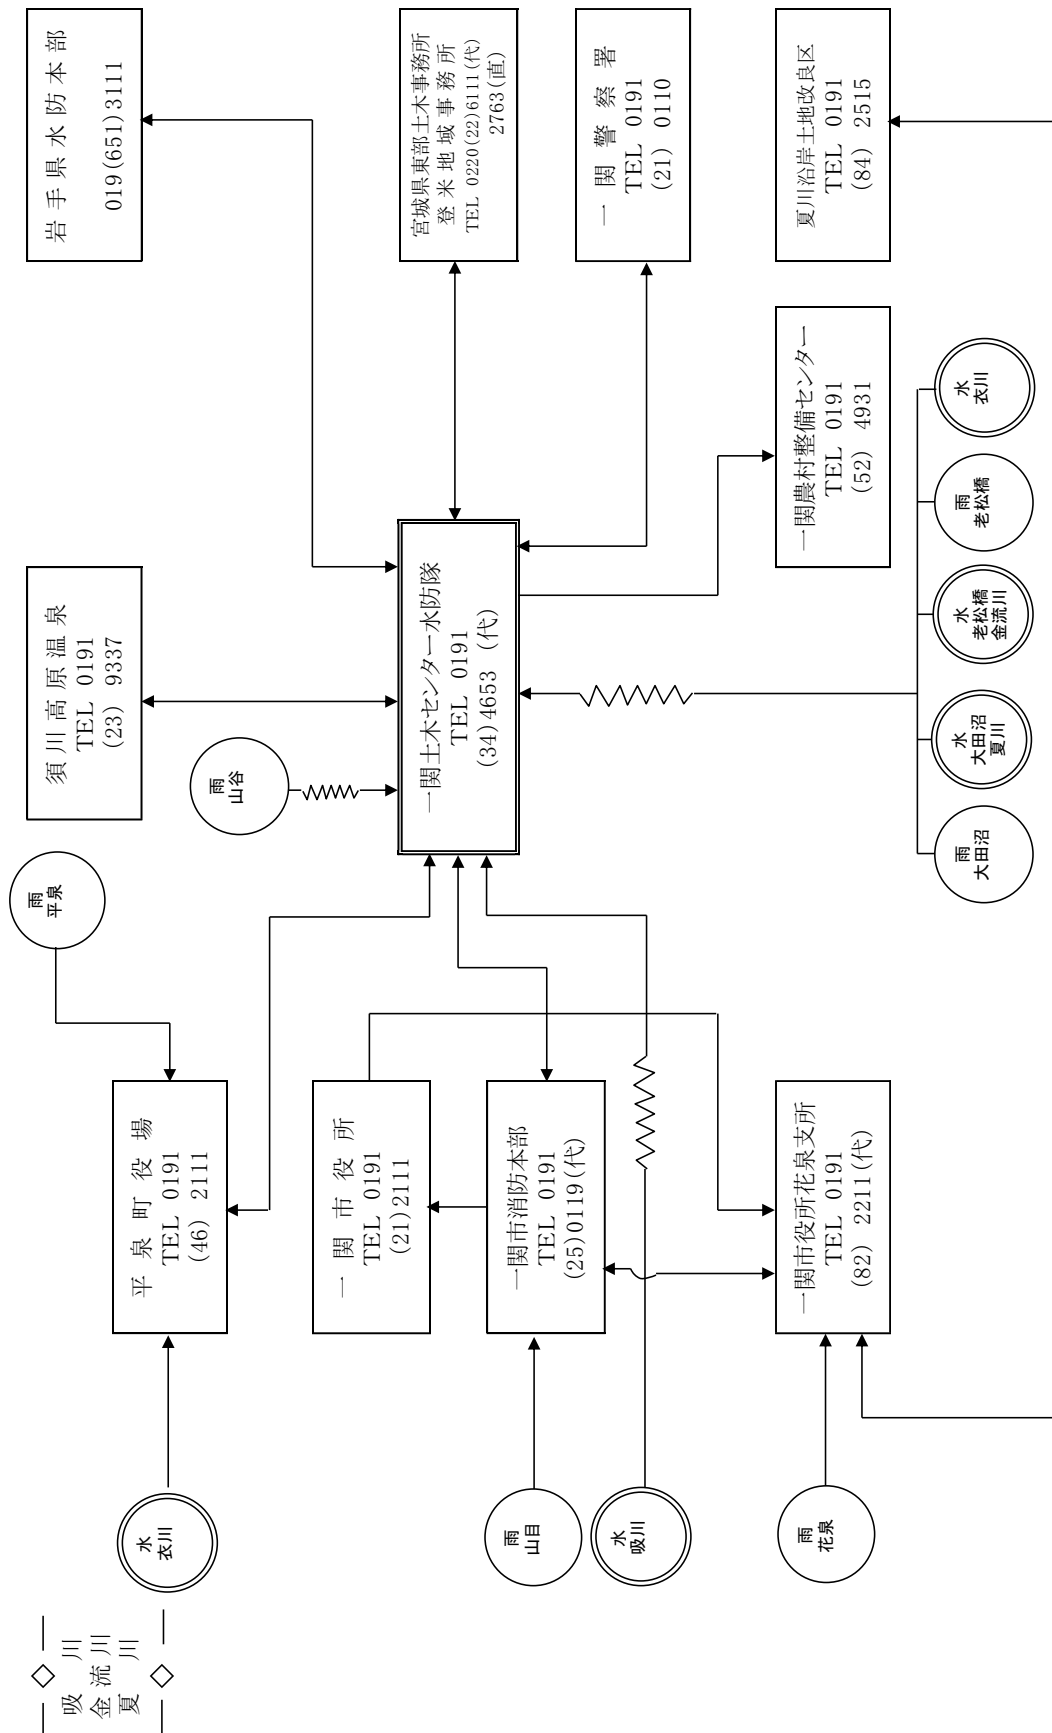 吸川
金流川
夏川
水
衣川
雨
平泉
平泉町役場
TEL 0191
(46) 2111
一関市役所
TEL 0191
(21)2111
雨
山目
一関市消防本部
TEL 0191
(25)0119(代)
水
吸川
雨
花泉
一関市役所花泉支所
TEL 0191
(82) 2211(代)
須川高原温泉
TEL 0191
(23) 9337
雨
山谷
一関土木センター水防隊
TEL 0191
(34)4653 (代)
雨
大田沼
水
大田沼
夏川
水
老松橋
金流川
雨
老松橋
水
衣川
岩手県水防本部
019(651)3111
宮城県東部土木事務所
登米地域事務所
TEL 0220(22)6111(代)
2763(直)
一関警察署
TEL 0191
(21) 0110
一関農村整備センター
TEL 0191
(52) 4931
夏川沿岸土地改良区
TEL 0191
(84) 2515